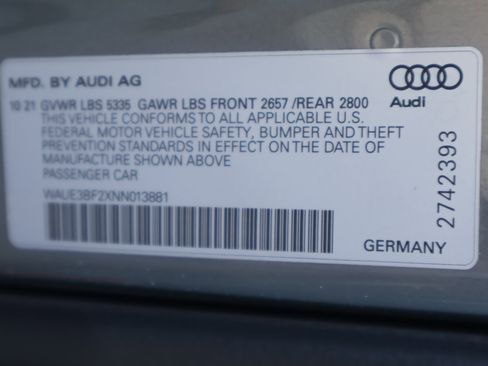 MFD. BY AUDI AG
10 21 GVWR LBS 5335 GAWR LBS FRONT 2657 /REAR 2800
THIS VEHICLE CONFORMS TO ALL APPLICABLE U.S.
FEDERAL MOTOR VEHICLE SAFETY, BUMPER AND THEFT
PREVENTION STANDARDS IN EFFECT ON THE DATE OF
MANUFACTURE SHOWN ABOVE
PASSENGER CAR
WAUE3BF2XNN013881
Audi
2742393
GERMANY